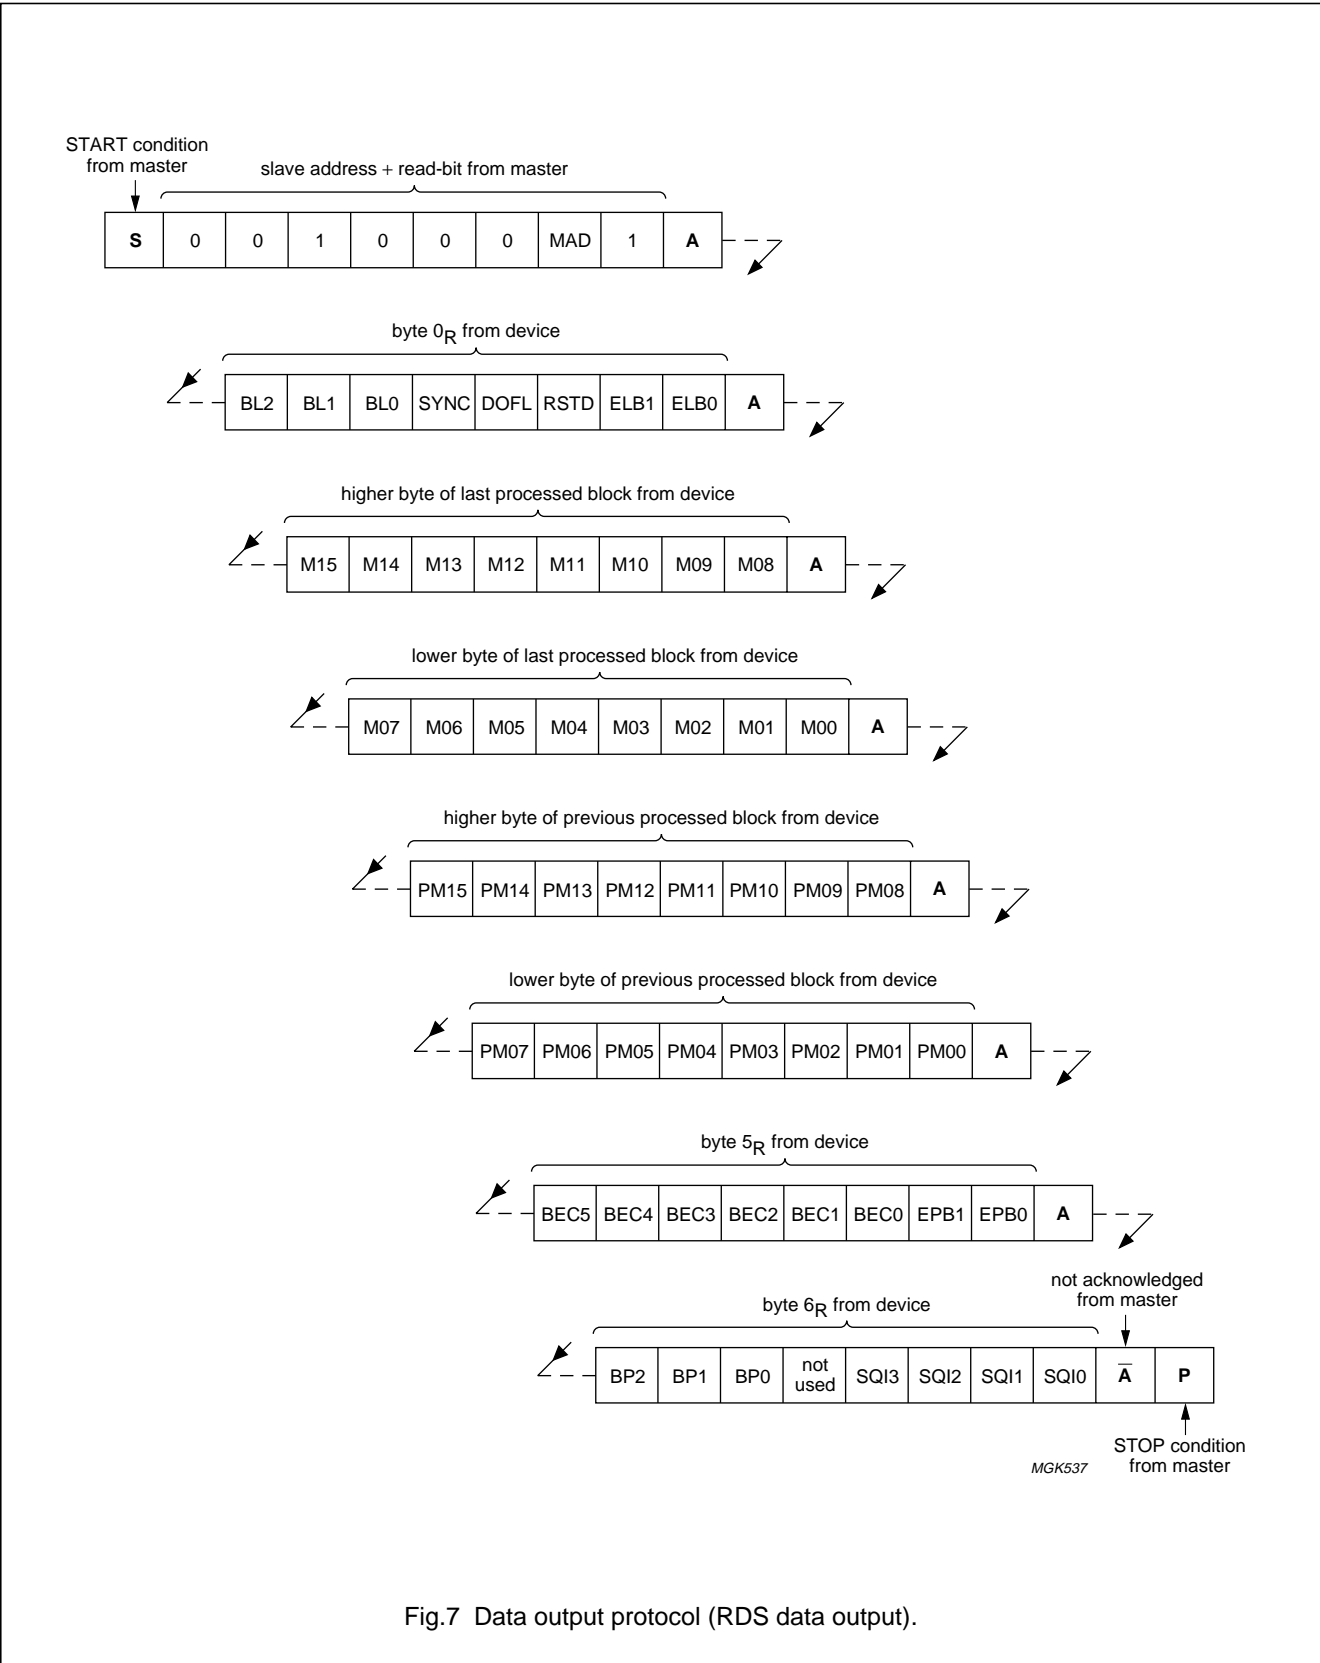 START condition
from master
slave address + read-bit from master
S 0 0 1 0 0 0 MAD 1 A
byte 0R from device
BL2 BL1 BL0 SYNC DOFL RSTD ELB1 ELB0 A
higher byte of last processed block from device
M15 M14 M13 M12 M11 M10 M09 M08 A
lower byte of last processed block from device
M07 M06 M05 M04 M03 M02 M01 M00 A
higher byte of previous processed block from device
PM15 PM14 PM13 PM12 PM11 PM10 PM09 PM08 A
lower byte of previous processed block from device
PM07 PM06 PM05 PM04 PM03 PM02 PM01 PM00 A
byte 5R from device
BEC5 BEC4 BEC3 BEC2 BEC1 BEC0 EPB1 EPB0 A
not acknowledged
from master
byte 6R from device
BP2 BP1 BP0 not used SQI3 SQI2 SQI1 SQI0 A̅ P
STOP condition
from master
MGK537
Fig.7 Data output protocol (RDS data output).